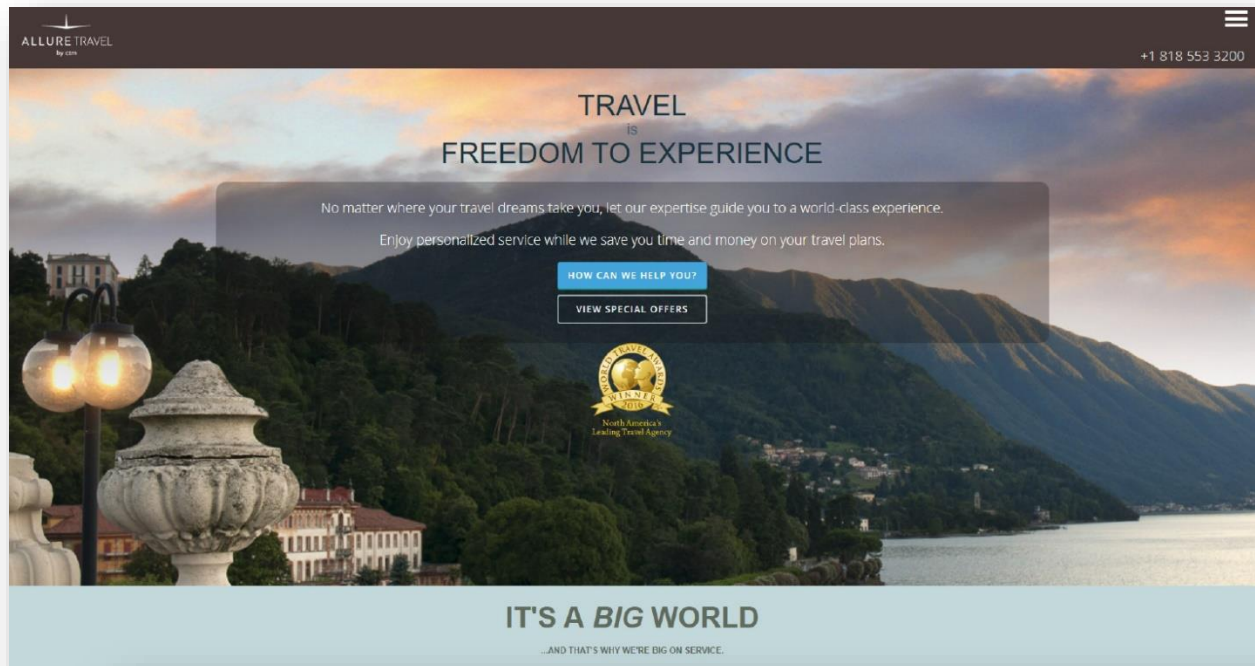 ALLURE TRAVEL
by ctm
+1 818 553 3200
TRAVEL
is
FREEDOM TO EXPERIENCE
No matter where your travel dreams take you, let our expertise guide you to a world-class experience.
Enjoy personalized service while we save you time and money on your travel plans.
HOW CAN WE HELP YOU?
VIEW SPECIAL OFFERS
WORLD TRAVEL AWARDS
WINNER
2016
North America's
Leading Travel Agency
IT'S A BIG WORLD
...AND THAT'S WHY WE'RE BIG ON SERVICE.